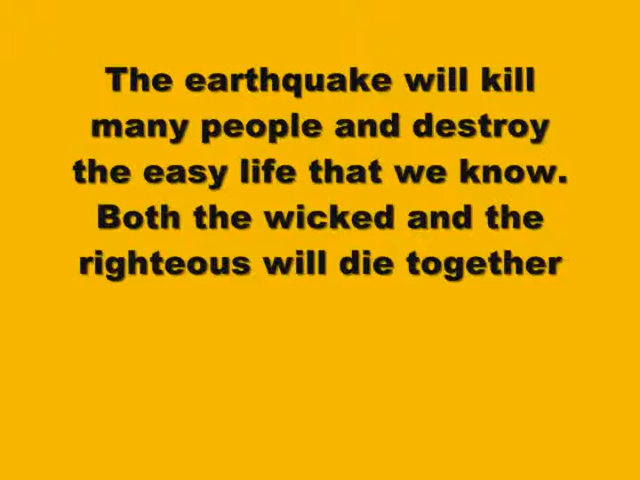 The earthquake will kill
many people and destroy
the easy life that we know.
Both the wicked and the
righteous will die together